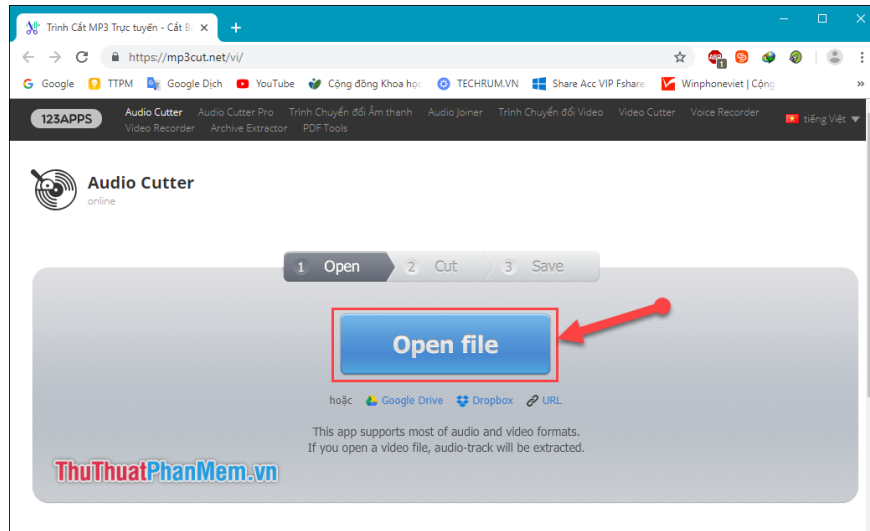 Trình Cắt MP3 Trực tuyến - Cắt B
https://mp3cut.net/vi/
Google TTPM Google Dịch YouTube Cộng đồng Khoa học TECHRUM.VN Share Acc VIP Fshare Winphoneviet | Cộng
123APPS Audio Cutter Audio Cutter Pro Trình Chuyển đổi Âm thanh Audio Joiner Trình Chuyển đổi Video Video Cutter Voice Recorder tiếng Việt
Video Recorder Archive Extractor PDF Tools
Audio Cutter
online
1 Open 2 Cut 3 Save
Open file
hoặc Google Drive Dropbox URL
This app supports most of audio and video formats.
If you open a video file, audio-track will be extracted.
ThuThuatPhanMem.vn